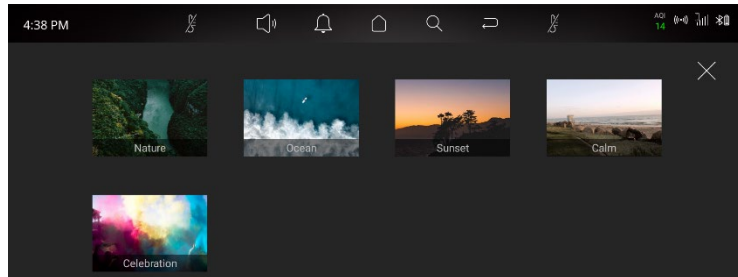 4:38 PM
AQI
14
Nature
Ocean
Sunset
Calm
Celebration